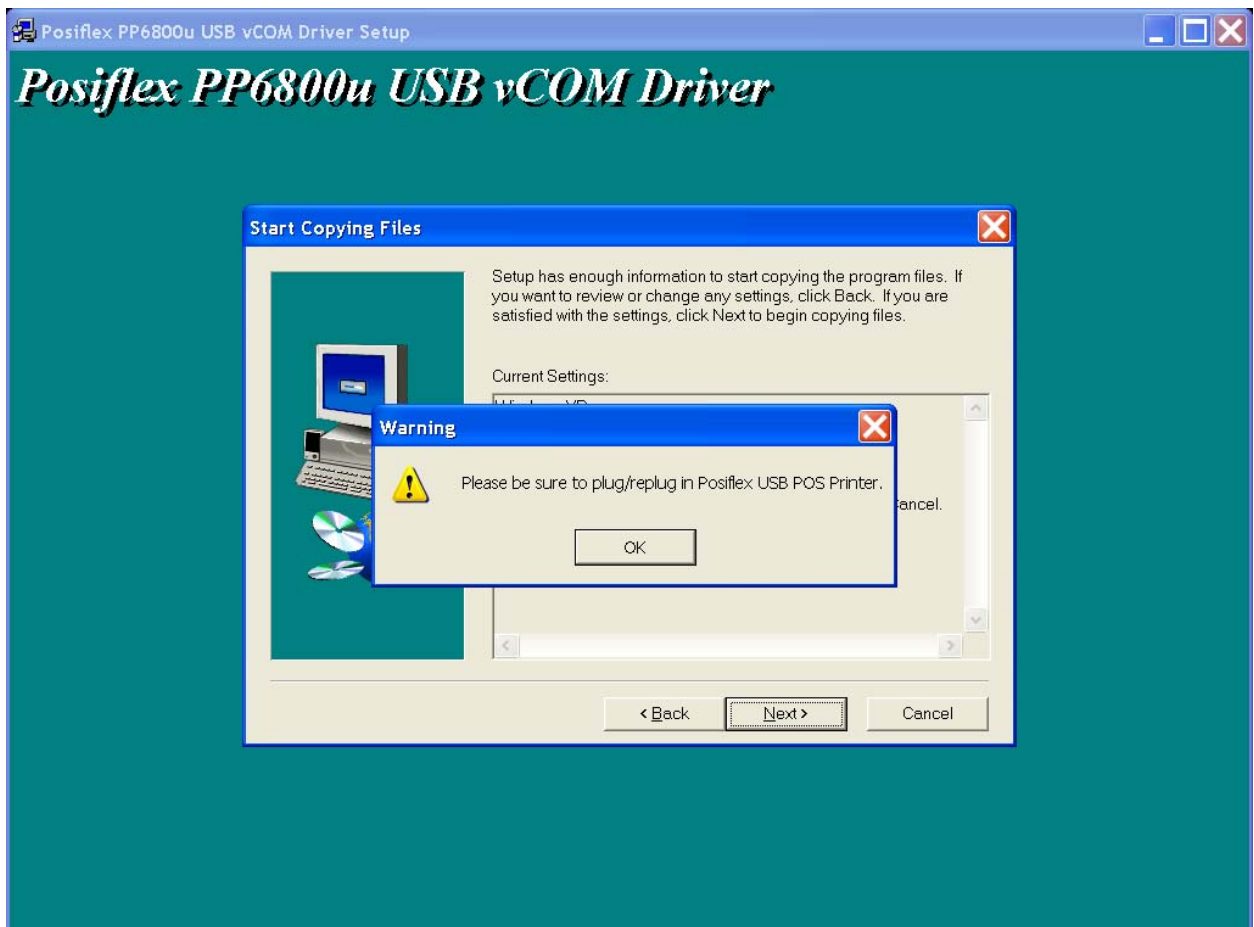 Posiflex PP6800u USB vCOM Driver Setup
Posiflex PP6800u USB vCOM Driver
Start Copying Files
Setup has enough information to start copying the program files. If
you want to review or change any settings, click Back. If you are
satisfied with the settings, click Next to begin copying files.
Current Settings:
Warning
Please be sure to plug/replug in Posiflex USB POS Printer.
OK
< Back
Next >
Cancel